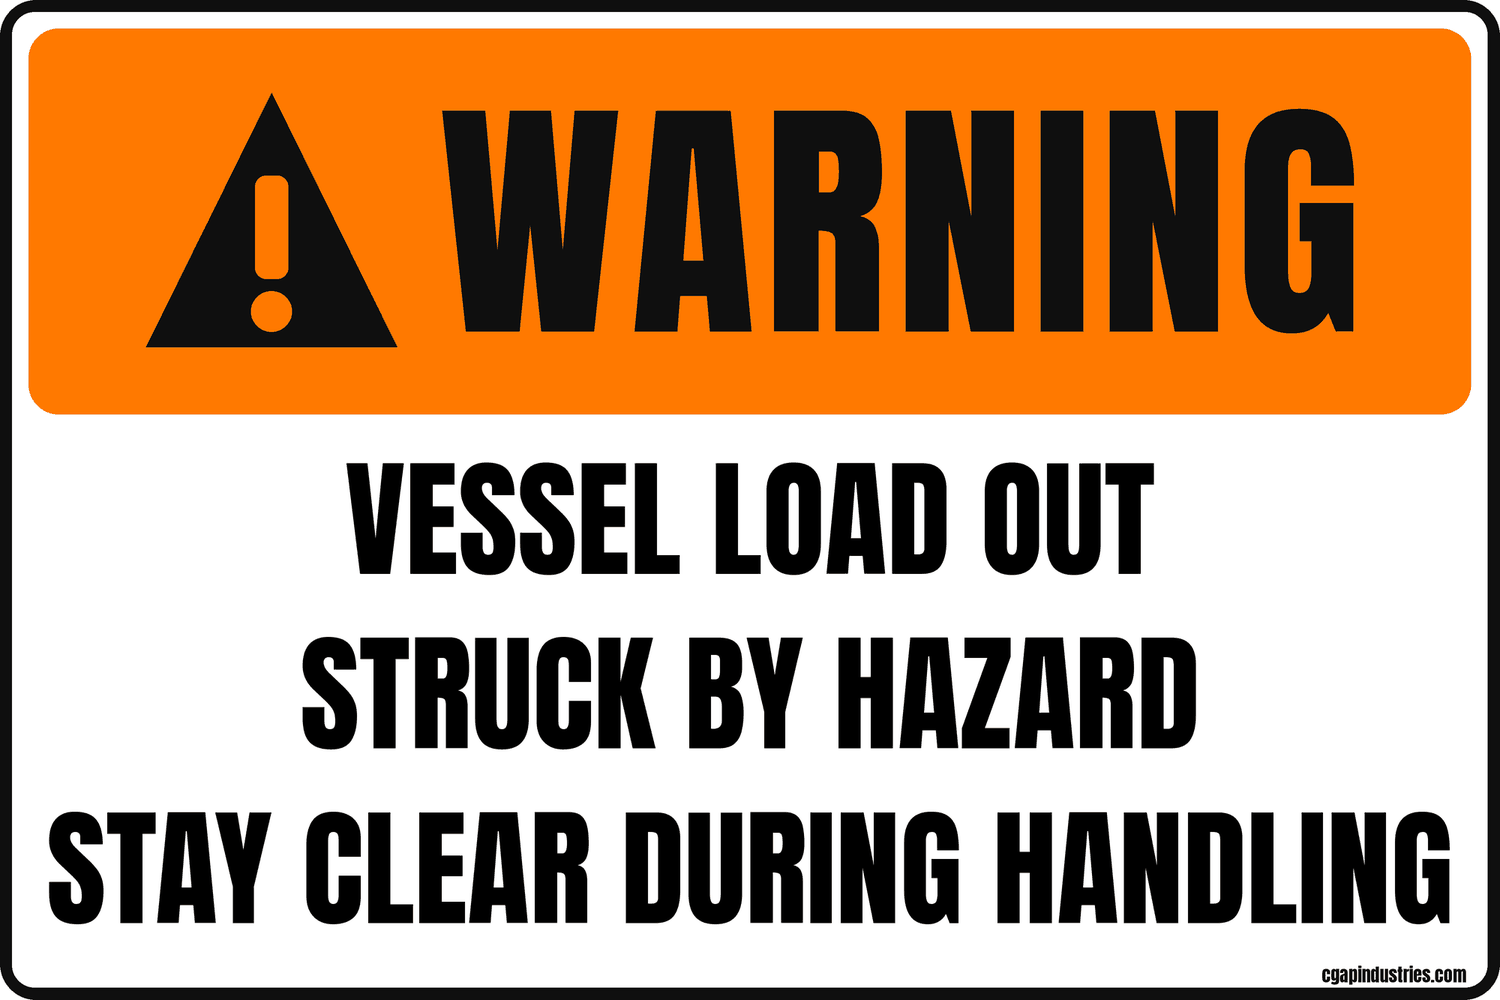 WARNING
VESSEL LOAD OUT
STRUCK BY HAZARD
STAY CLEAR DURING HANDLING
cgapindustries.com